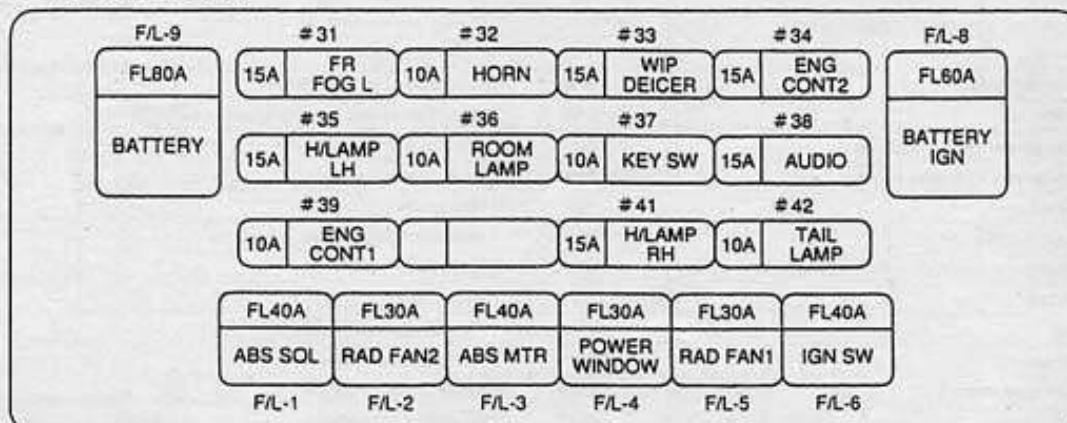 F/L-9 #31 #32 #33 #34 F/L-8
FL80A 15A FR FOG L 10A HORN 15A WIP DEICER 15A ENG CONT2 FL60A
BATTERY BATTERY IGN
#35 #36 #37 #38
15A H/LAMP LH 10A ROOM LAMP 10A KEY SW 15A AUDIO
#39 #41 #42
10A ENG CONT1 15A H/LAMP RH 10A TAIL LAMP
FL40A FL30A FL40A FL30A FL30A FL40A
ABS SOL RAD FAN2 ABS MTR POWER WINDOW RAD FAN1 IGN SW
F/L-1 F/L-2 F/L-3 F/L-4 F/L-5 F/L-6